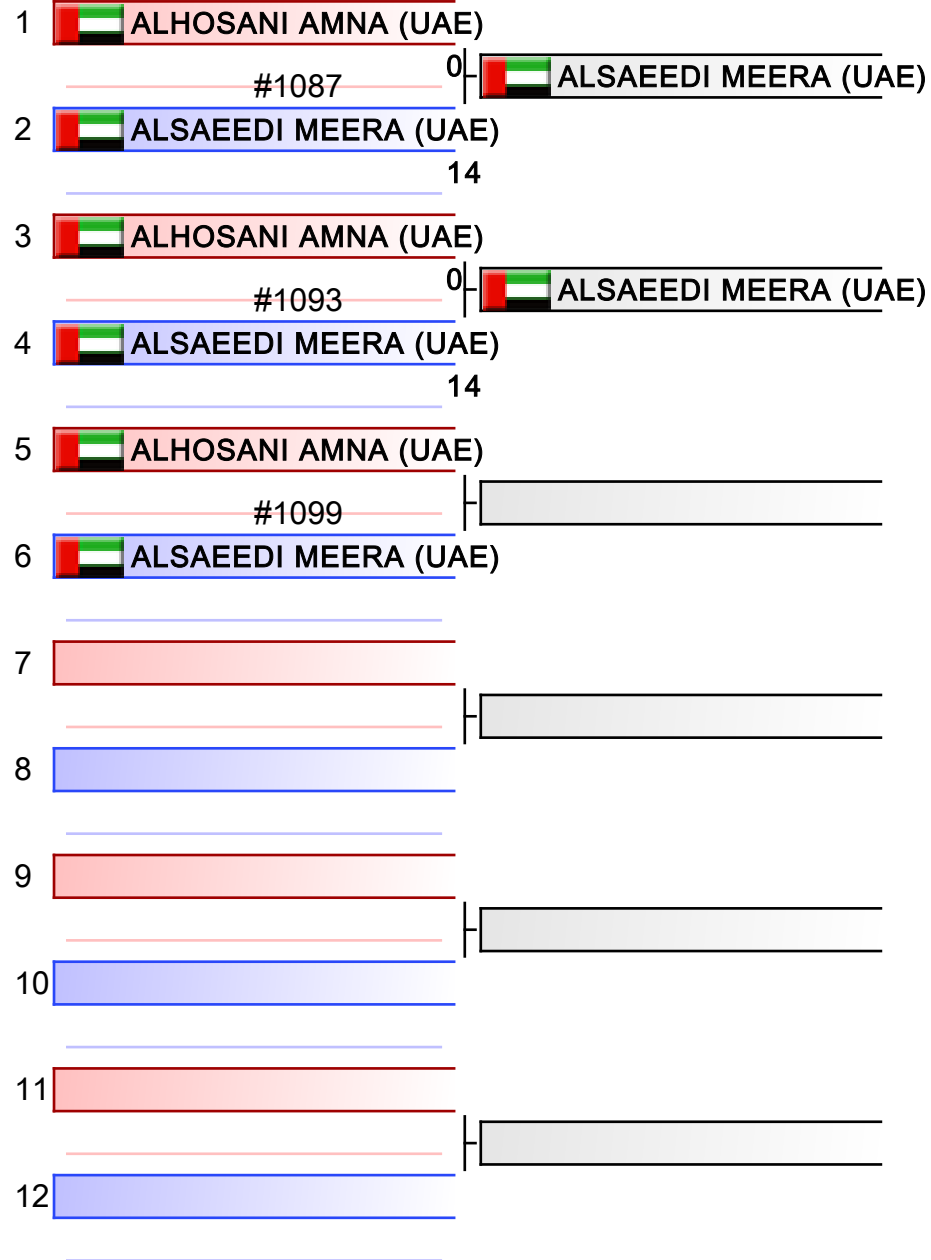 1 ALHOSANI AMNA (UAE)
0 ALSAEEDI MEERA (UAE)
#1087
2 ALSAEEDI MEERA (UAE)
14
3 ALHOSANI AMNA (UAE)
0 ALSAEEDI MEERA (UAE)
#1093
4 ALSAEEDI MEERA (UAE)
14
5 ALHOSANI AMNA (UAE)
#1099
6 ALSAEEDI MEERA (UAE)
7
8
9
10
11
12